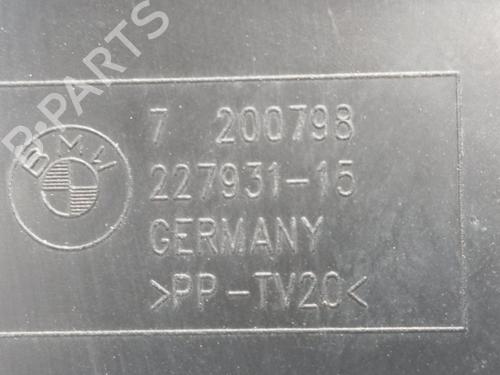 B-PARTS
BMW
7 200798
227931-15
GERMANY
>PP-TV20<